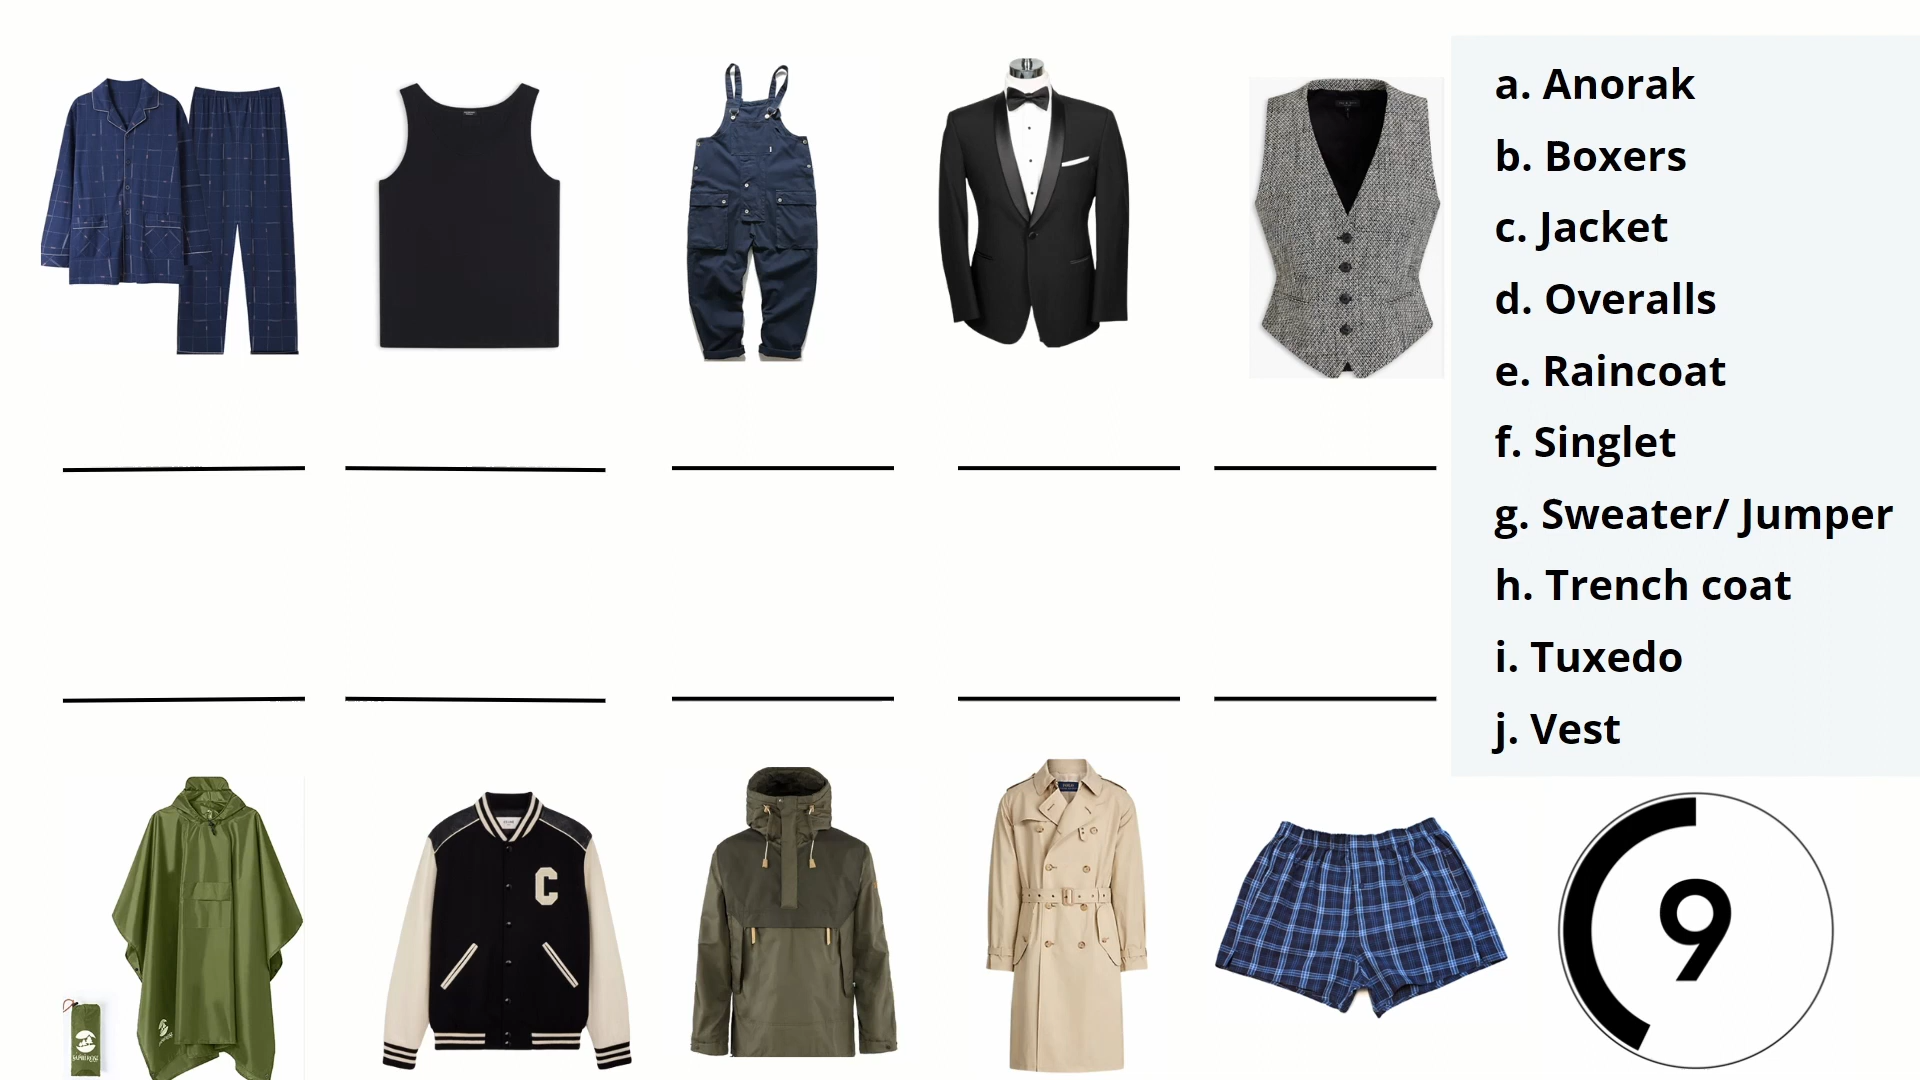 a. Anorak
b. Boxers
c. Jacket
d. Overalls
e. Raincoat
f. Singlet
g. Sweater/ Jumper
h. Trench coat
i. Tuxedo
j. Vest
C
9